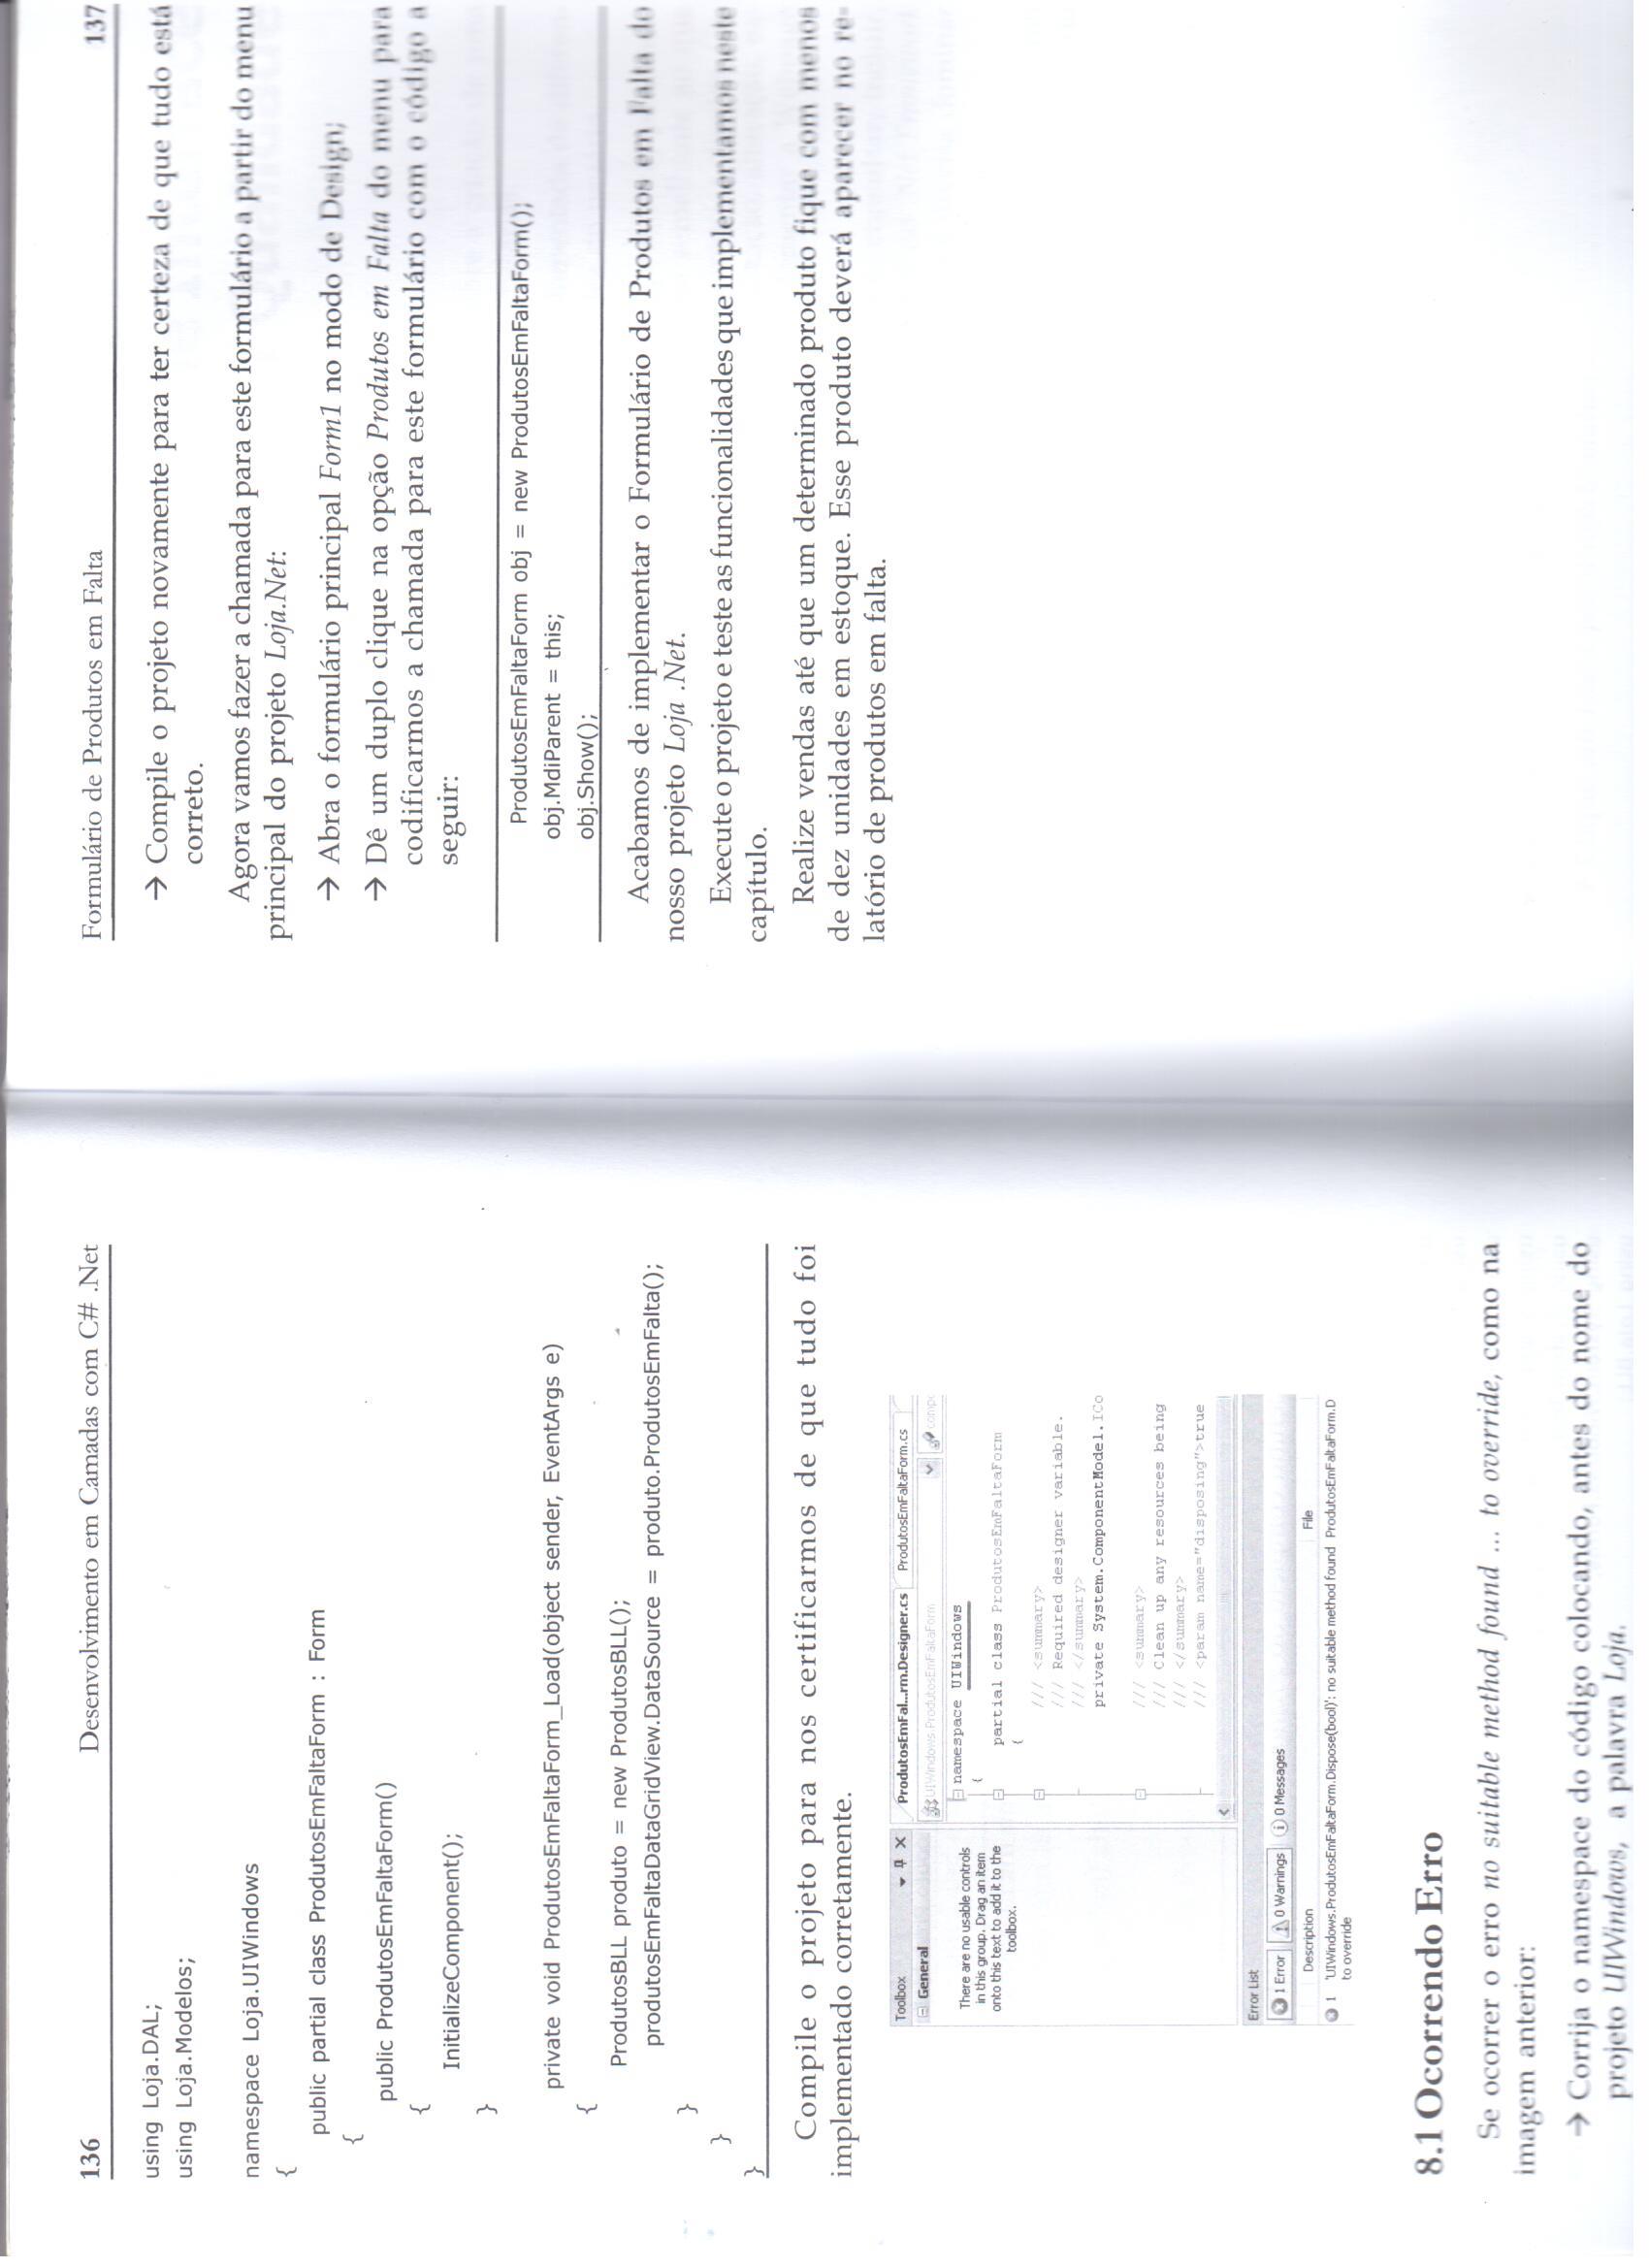 136 Desenvolvimento em Camadas com C# .Net
using Loja.DAL;
using Loja.Modelos;
namespace Loja.UIWindows
{
public partial class ProdutosEmFaltaForm : Form
{
public ProdutosEmFaltaForm()
{
InitializeComponent();
}
private void ProdutosEmFaltaForm_Load(object sender, EventArgs e)
{
ProdutosBLL produto = new ProdutosBLL();
produtosEmFaltaDataGridView.DataSource = produto.ProdutosEmFalta();
}
}
}
Compile o projeto para nos certificarmos de que tudo foi
implementado corretamente.
Toolbox
General
There are no usable controls
in this group. Drag an item
onto this text to add it to the
toolbox.
ProdutosEmFal...rm.Designer.cs ProdutosEmFaltaForm.cs
UIWindows.ProdutosEmFaltaForm compo
namespace UIWindows
{
partial class ProdutosEmFaltaForm
{
/// <summary>
/// Required designer variable.
/// </summary>
private System.ComponentModel.ICo
/// <summary>
/// Clean up any resources being
/// </summary>
/// <param name="disposing">true
Error List
1 Error 0 Warnings 0 Messages
Description File
1 'UIWindows.ProdutosEmFaltaForm.Dispose(bool)': no suitable method found ProdutosEmFaltaForm.D
to override
8.1 Ocorrendo Erro
Se ocorrer o erro no suitable method found ... to override, como na
imagem anterior:
→ Corrija o namespace do código colocando, antes do nome do
projeto UIWindows, a palavra Loja.
Formulário de Produtos em Falta 137
→ Compile o projeto novamente para ter certeza de que tudo está
correto.
Agora vamos fazer a chamada para este formulário a partir do menu
principal do projeto Loja.Net:
→ Abra o formulário principal Form1 no modo de Design;
→ Dê um duplo clique na opção Produtos em Falta do menu para
codificarmos a chamada para este formulário com o código a
seguir:
ProdutosEmFaltaForm obj = new ProdutosEmFaltaForm();
obj.MdiParent = this;
obj.Show();
Acabamos de implementar o Formulário de Produtos em Falta do
nosso projeto Loja .Net.
Execute o projeto e teste as funcionalidades que implementamos neste
capítulo.
Realize vendas até que um determinado produto fique com menos
de dez unidades em estoque. Esse produto deverá aparecer no re-
latório de produtos em falta.